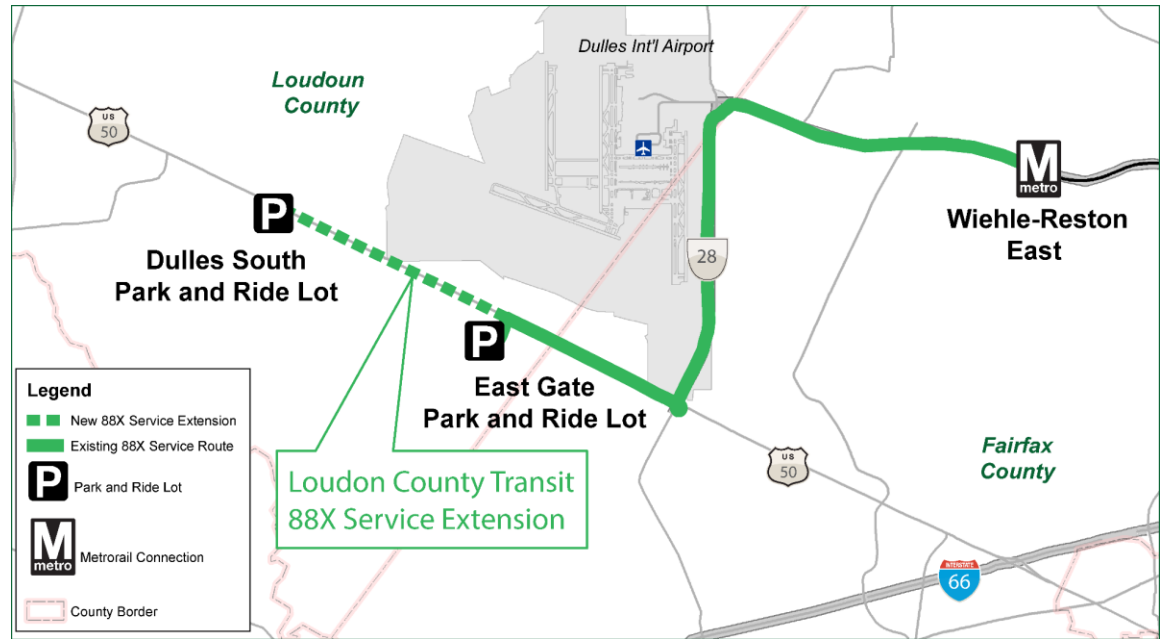 Dulles Int'l Airport
Loudoun
County
US
50
M
metro
Wiehle-Reston
East
P
Dulles South
Park and Ride Lot
28
P
East Gate
Park and Ride Lot
Legend
New 88X Service Extension
Existing 88X Service Route
P
Park and Ride Lot
M
metro
Metrorail Connection
County Border
Loudon County Transit
88X Service Extension
US
50
Fairfax
County
INTERSTATE
66